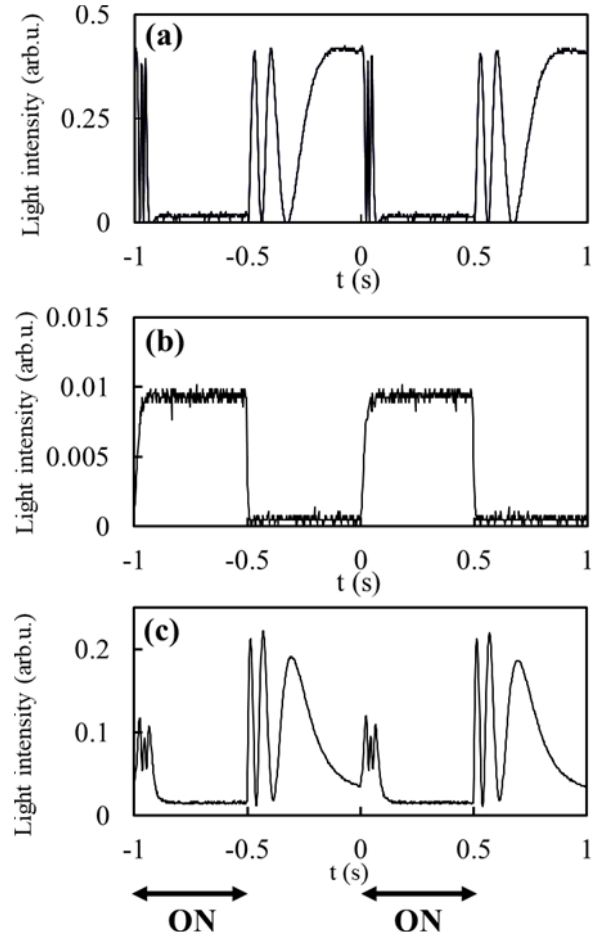 (a)
Light intensity (arb.u.)
0.5
0.25
0
-1 -0.5 0 0.5 1
t (s)
(b)
Light intensity (arb.u.)
0.015
0.01
0.005
0
-1 -0.5 0 0.5 1
t (s)
(c)
Light intensity (arb.u.)
0.2
0.1
0
-1 -0.5 0 0.5 1
t (s)
ON ON